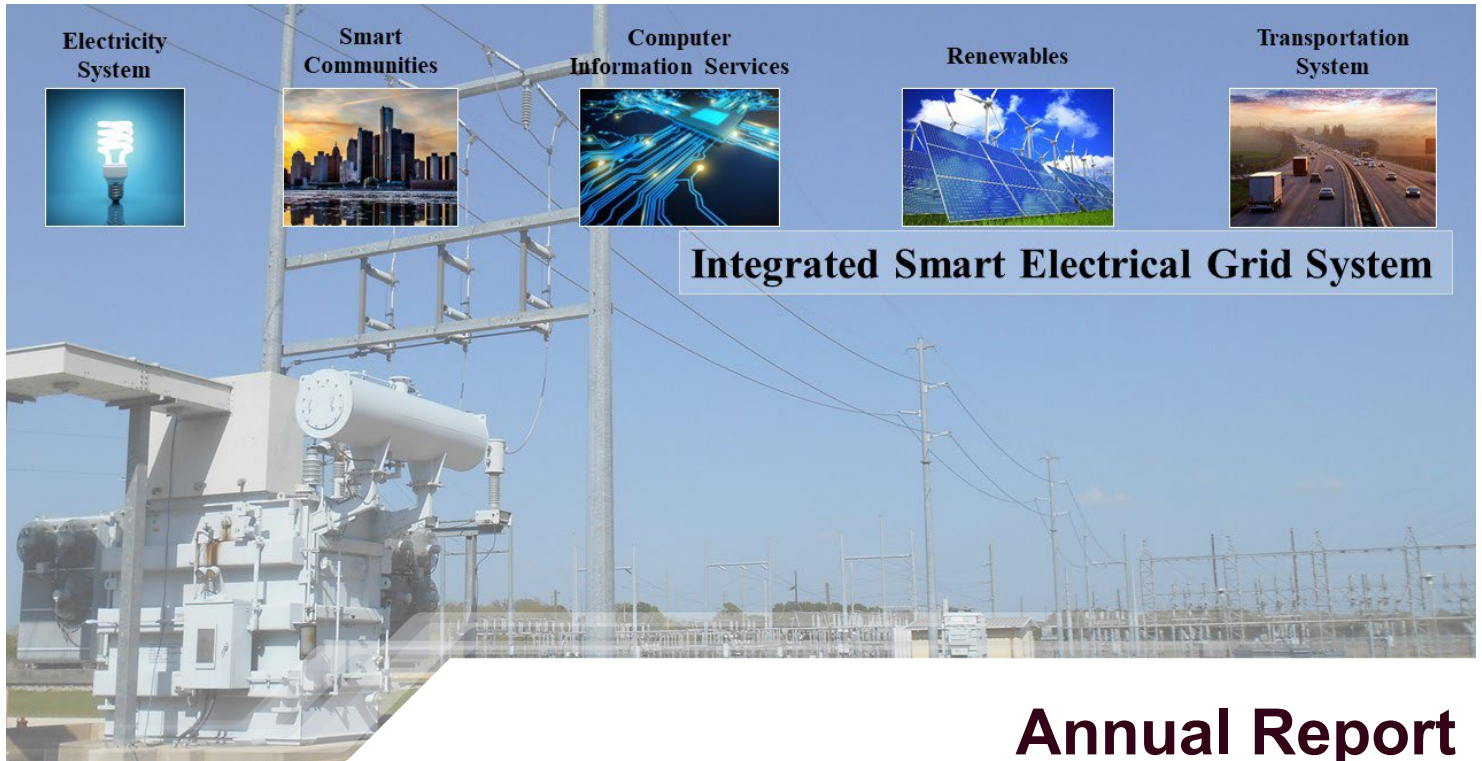 Electricity
System
Smart
Communities
Computer
Information Services
Renewables
Transportation
System
Integrated Smart Electrical Grid System
Annual Report